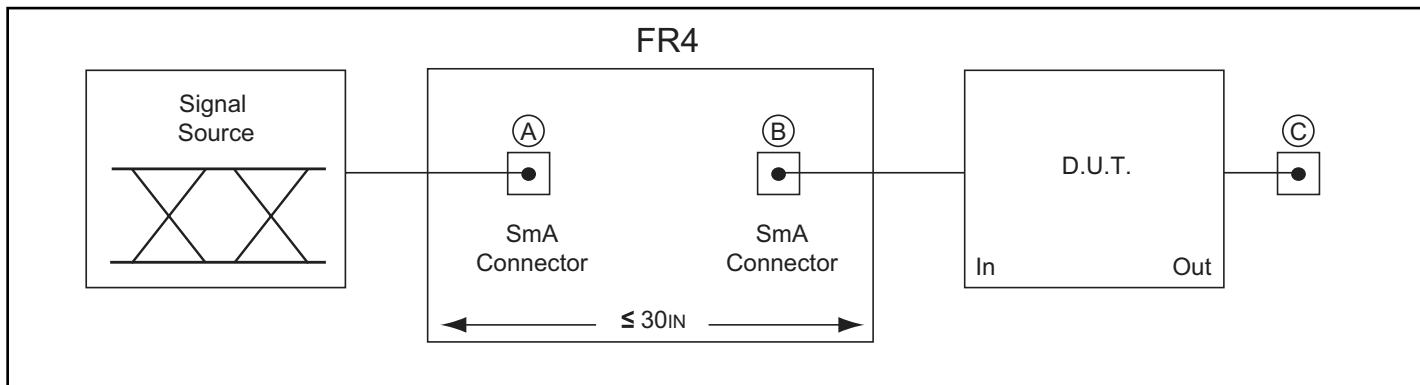 FR4
Signal
Source
A
SmA
Connector
B
SmA
Connector
≤ 30IN
D.U.T.
In
Out
C